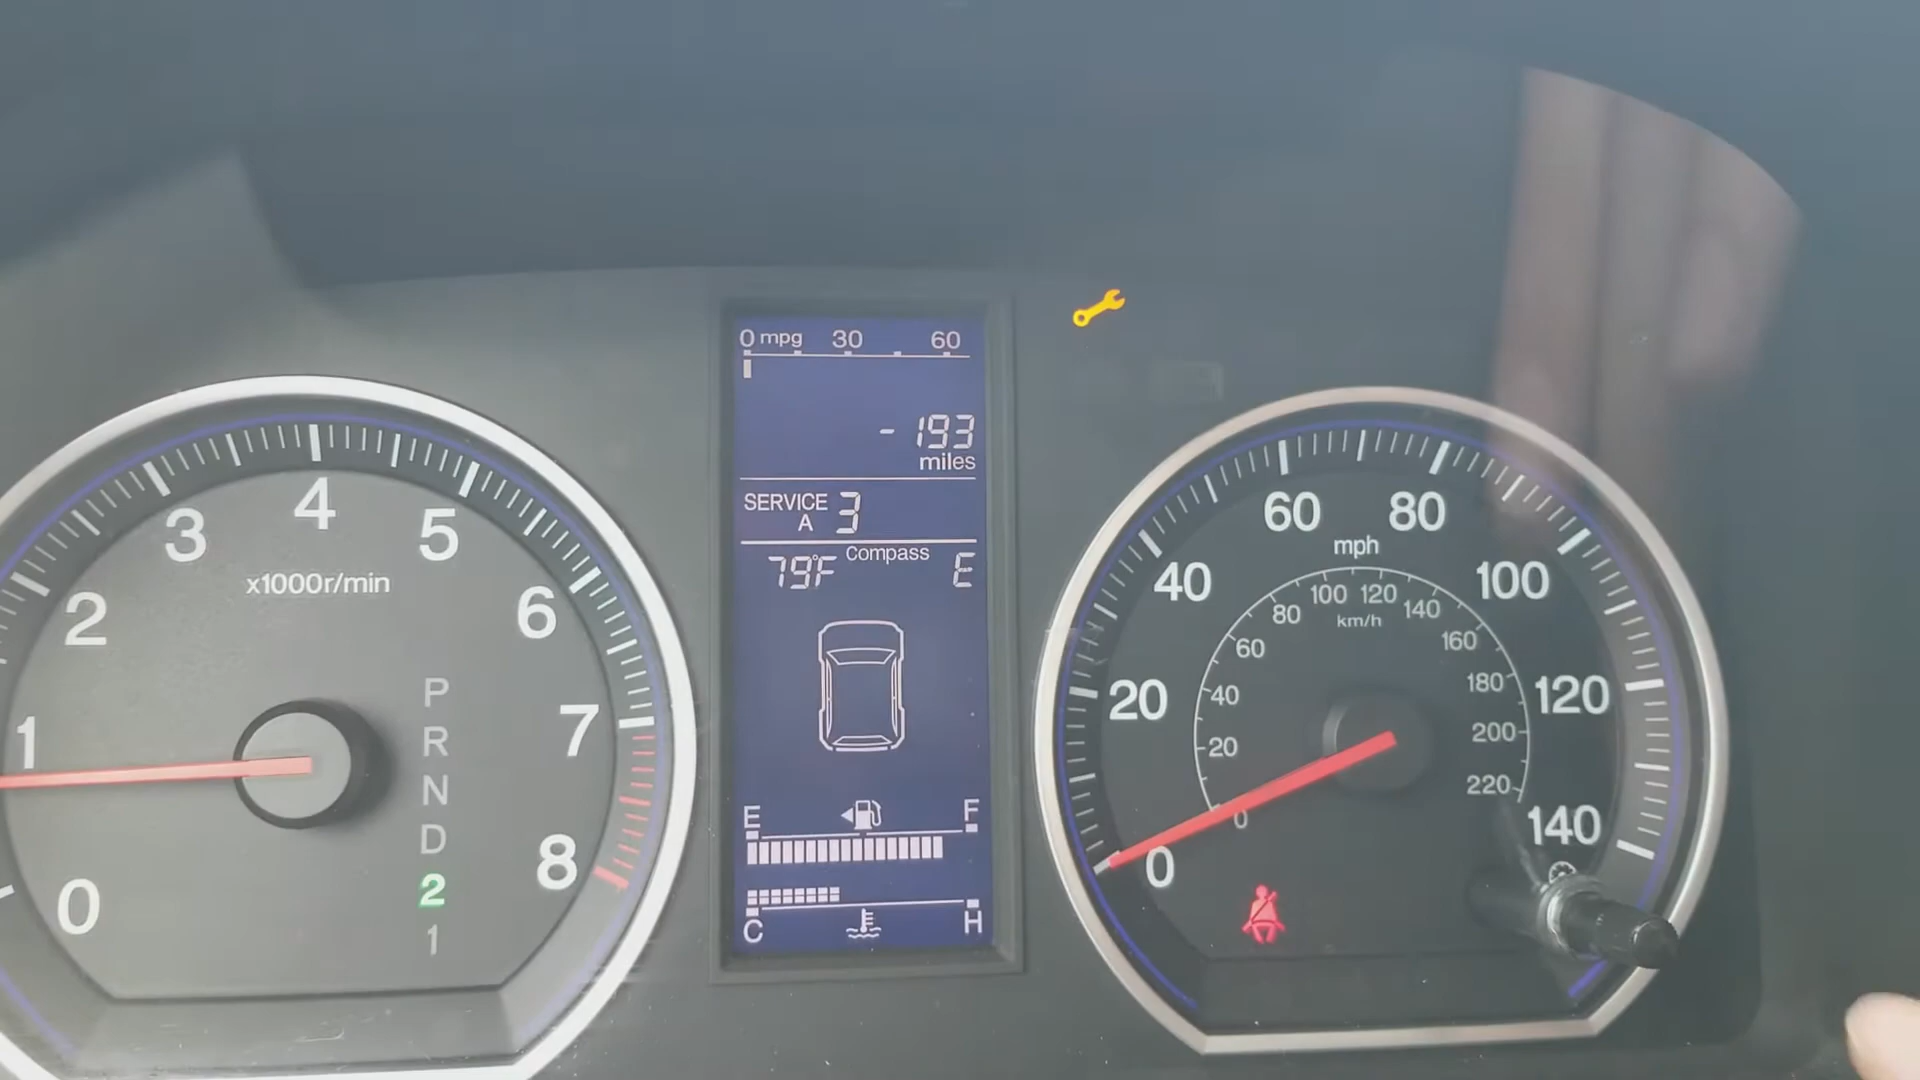 0 1 2 3 4 5 6 7 8
x1000r/min
P
R
N
D
2
1
0 mpg 30 60
- 193
miles
SERVICE
A 3
79°F Compass E
E F
C H
0 20 40 60 80 100 120 140
mph
0 20 40 60 80 100 120 140 160 180 200 220
km/h